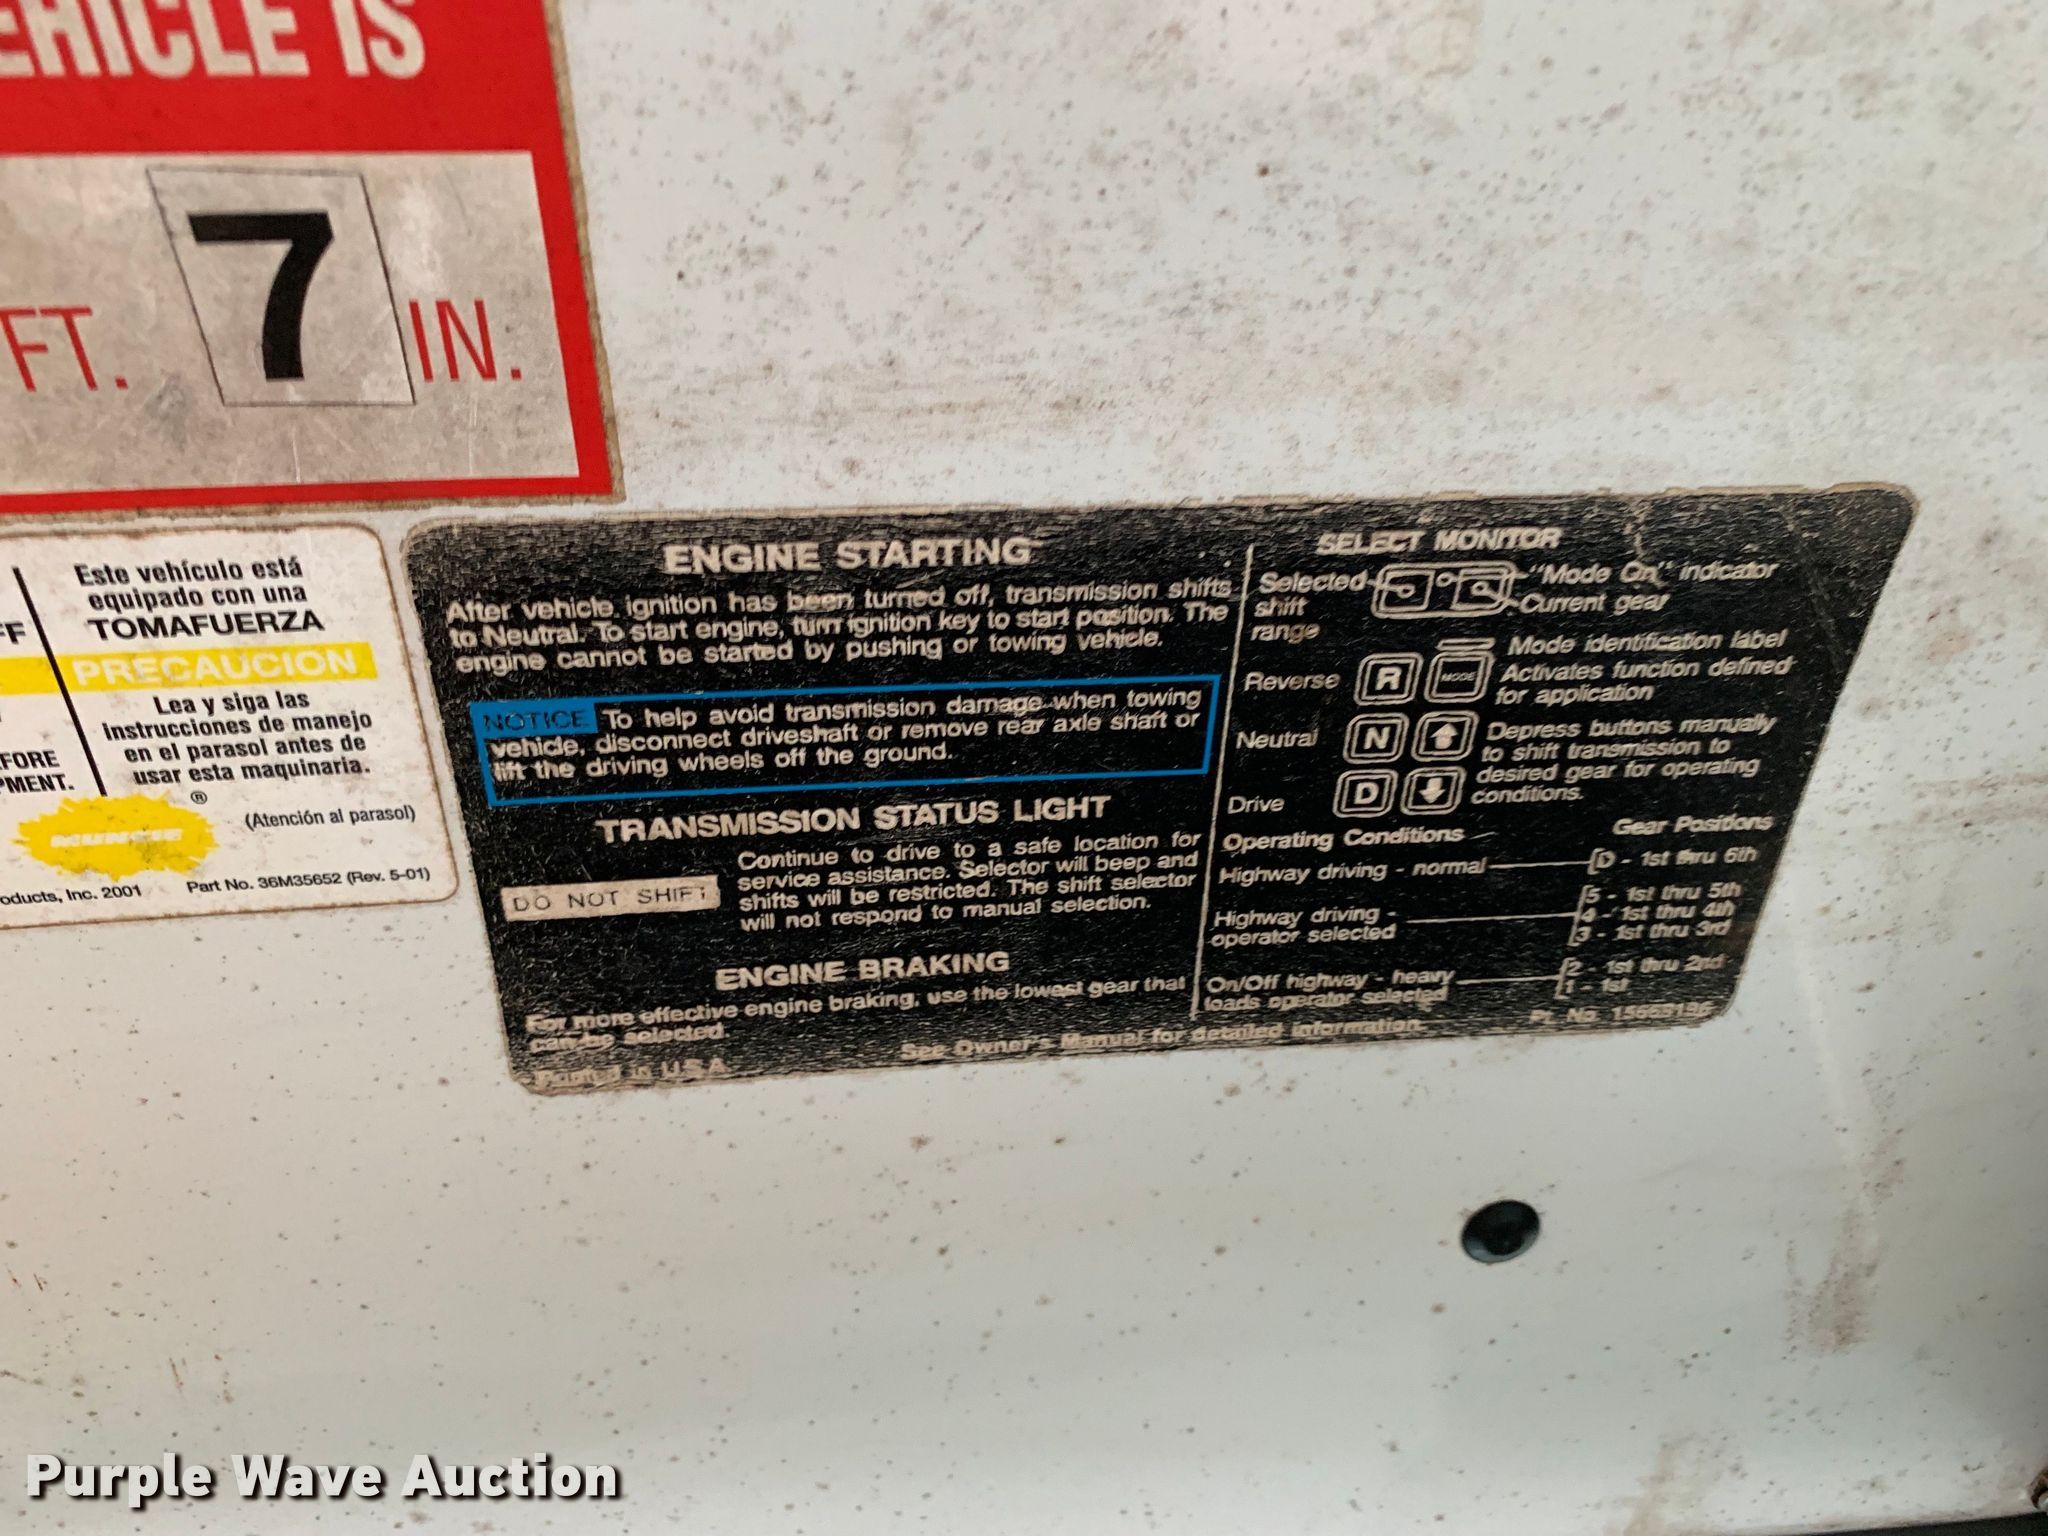 EHICLE IS
FT. 7 IN.
FF
FORE
PMENT.
Este vehículo está
equipado con una
TOMAFUERZA
PRECAUCION
Lea y siga las
Instrucciones de manejo
en el parasol antes de
usar esta maquinaria.
®
MUNCIE
(Atención al parasol)
oducts, Inc. 2001
Part No. 36M35652 (Rev. 5-01)
ENGINE STARTING
After vehicle ignition has been turned off, transmission shifts
to Neutral. To start engine, turn ignition key to start position. The
engine cannot be started by pushing or towing vehicle.
NOTICE To help avoid transmission damage when towing
vehicle, disconnect driveshaft or remove rear axle shaft or
lift the driving wheels off the ground.
TRANSMISSION STATUS LIGHT
DO NOT SHIFT
Continue to drive to a safe location for
service assistance. Selector will beep and
shifts will be restricted. The shift selector
will not respond to manual selection.
ENGINE BRAKING
For more effective engine braking, use the lowest gear that
can be selected.
Printed in U.S.A.
SELECT MONITOR
Selected
shift
range
"Mode On" indicator
Current gear
Mode identification label
Reverse R MODE Activates function defined
for application
Neutral N Depress buttons manually
to shift transmission to
desired gear for operating
conditions.
Drive D
Operating Conditions Gear Positions
Highway driving - normal D - 1st thru 6th
Highway driving -
operator selected
5 - 1st thru 5th
4 - 1st thru 4th
3 - 1st thru 3rd
On/Off highway - heavy
loads operator selected
2 - 1st thru 2nd
1 - 1st
See Owner's Manual for detailed information.
Pt. No.
Purple Wave Auction